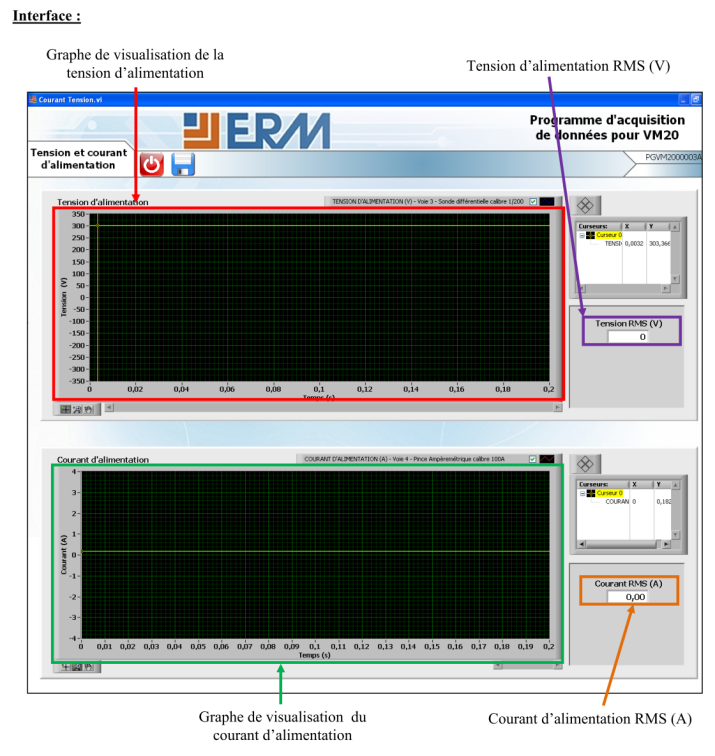 Interface :
Graphe de visualisation de la
tension d'alimentation
Tension d'alimentation RMS (V)
Courant Tension.vi
ERM
Programme d'acquisition
de données pour VM20
Tension et courant
d'alimentation
PGVM2000003A
Tension d'alimentation
TENSION D'ALIMENTATION (V) - Voie 3 - Sonde différentielle calibre 1/200
350
300
250
200
150
100
50
0
-50
-100
-150
-200
-250
-300
-350
Tension (V)
0 0,02 0,04 0,06 0,08 0,1 0,12 0,14 0,16 0,18 0,2
Temps (s)
Curseurs: X Y
Curseur 0
TENSI 0,0032 303,366
Tension RMS (V)
0
Courant d'alimentation
COURANT D'ALIMENTATION (A) - Voie 4 - Pince Ampèremétrique calibre 100A
4
3
2
1
0
-1
-2
-3
-4
Courant (A)
0 0,01 0,02 0,03 0,04 0,05 0,06 0,07 0,08 0,09 0,1 0,11 0,12 0,13 0,14 0,15 0,16 0,17 0,18 0,19 0,2
Temps (s)
Curseurs: X Y
Curseur 0
COURAN 0 0,182
Courant RMS (A)
0,00
Graphe de visualisation du
courant d'alimentation
Courant d'alimentation RMS (A)